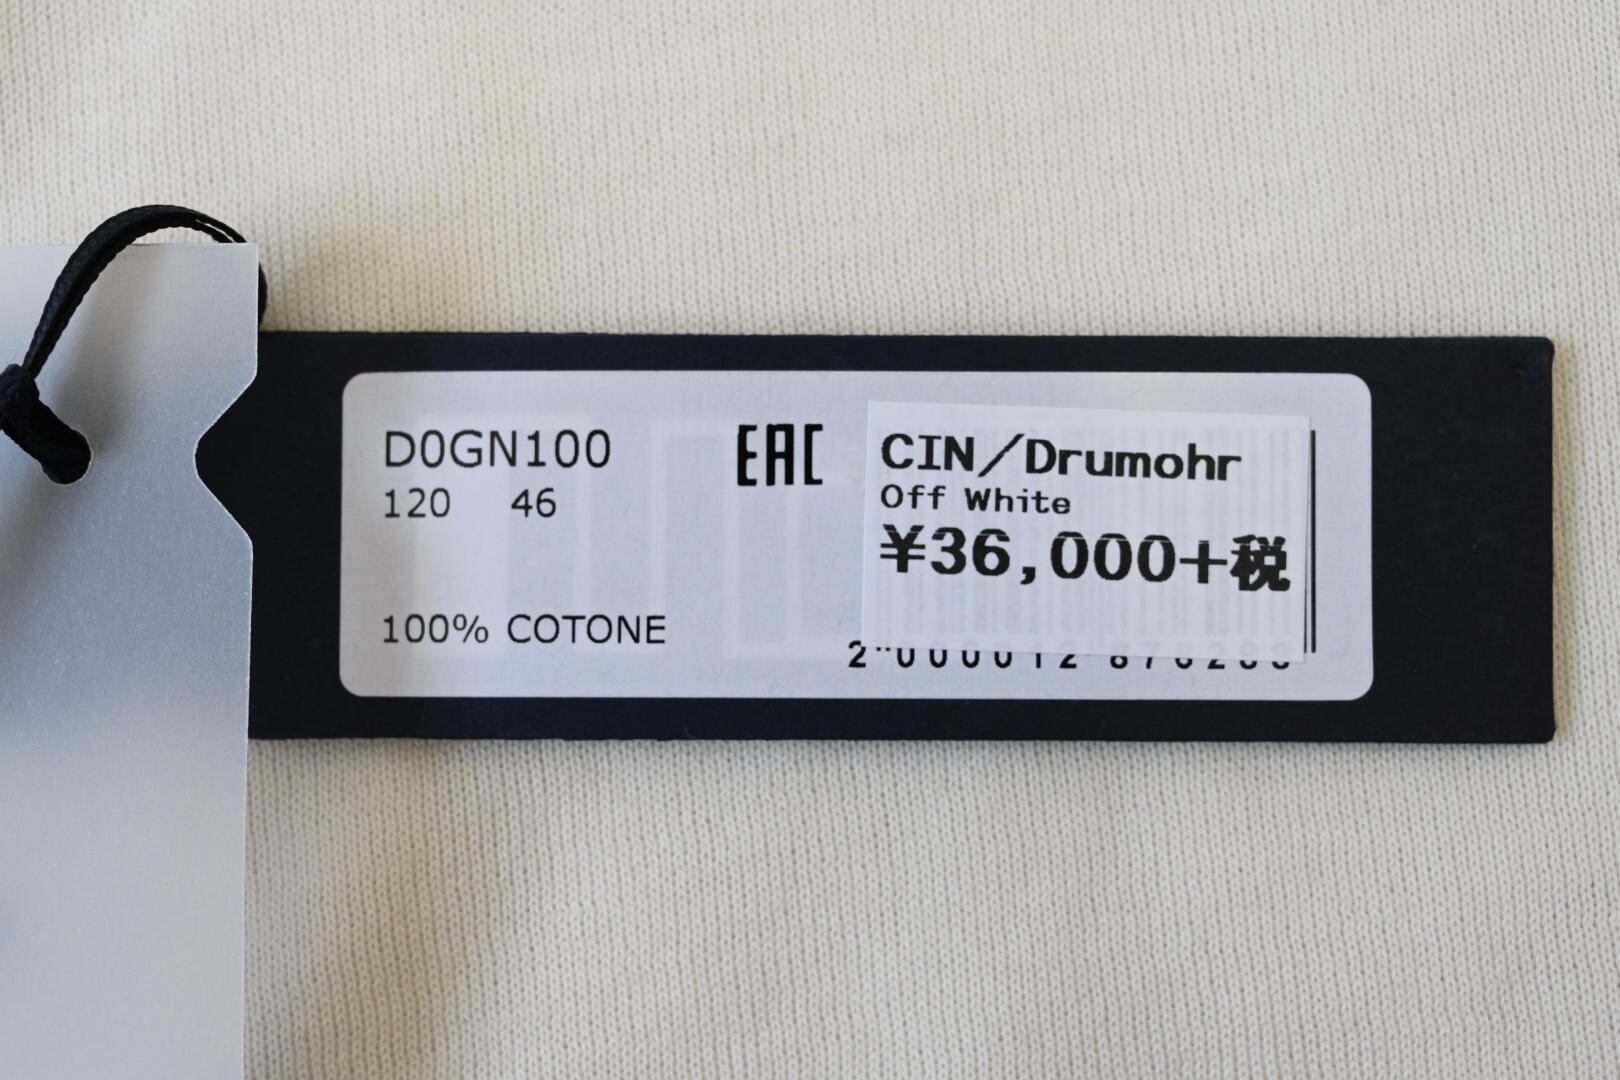 D0GN100
120 46
EAC
100% COTONE
CIN/Drumohr
Off White
¥36,000+税